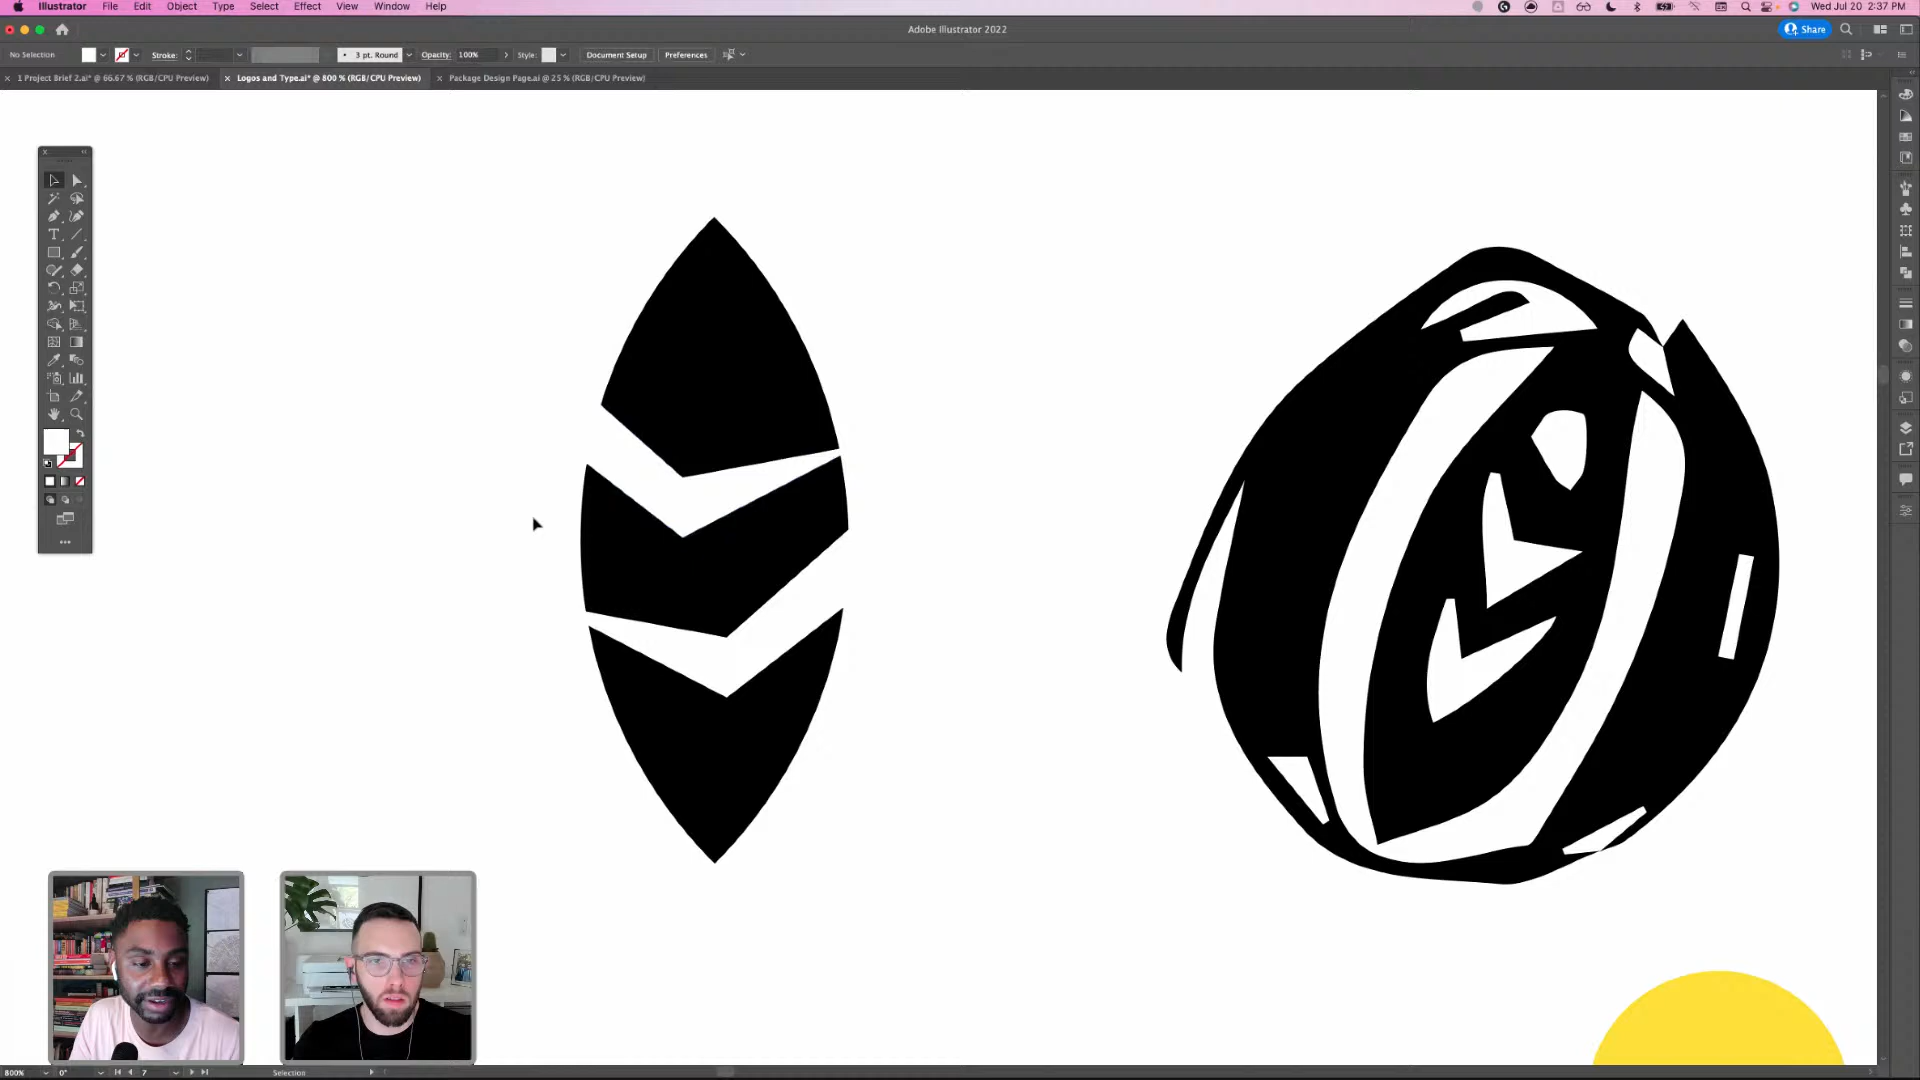 Illustrator File Edit Object Type Select Effect View Window Help
Wed Jul 20 2:37 PM
Adobe Illustrator 2022
Share
No Selection
Stroke:
3 pt. Round
Opacity: 100%
Style:
Document Setup
Preferences
1 Project Brief 2.ai* @ 66.67 % (RGB/CPU Preview)
Logos and Type.ai* @ 800 % (RGB/CPU Preview)
Package Design Page.ai @ 25 % (RGB/CPU Preview)
800%
0°
7
Selection